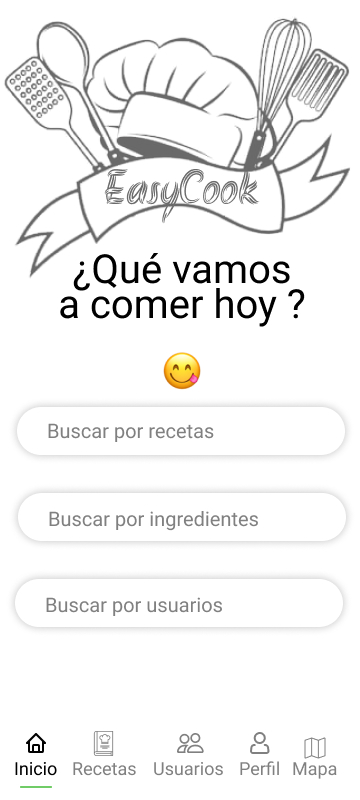 EasyCook
¿Qué vamos
a comer hoy ?
Buscar por recetas
Buscar por ingredientes
Buscar por usuarios
Inicio Recetas Usuarios Perfil Mapa